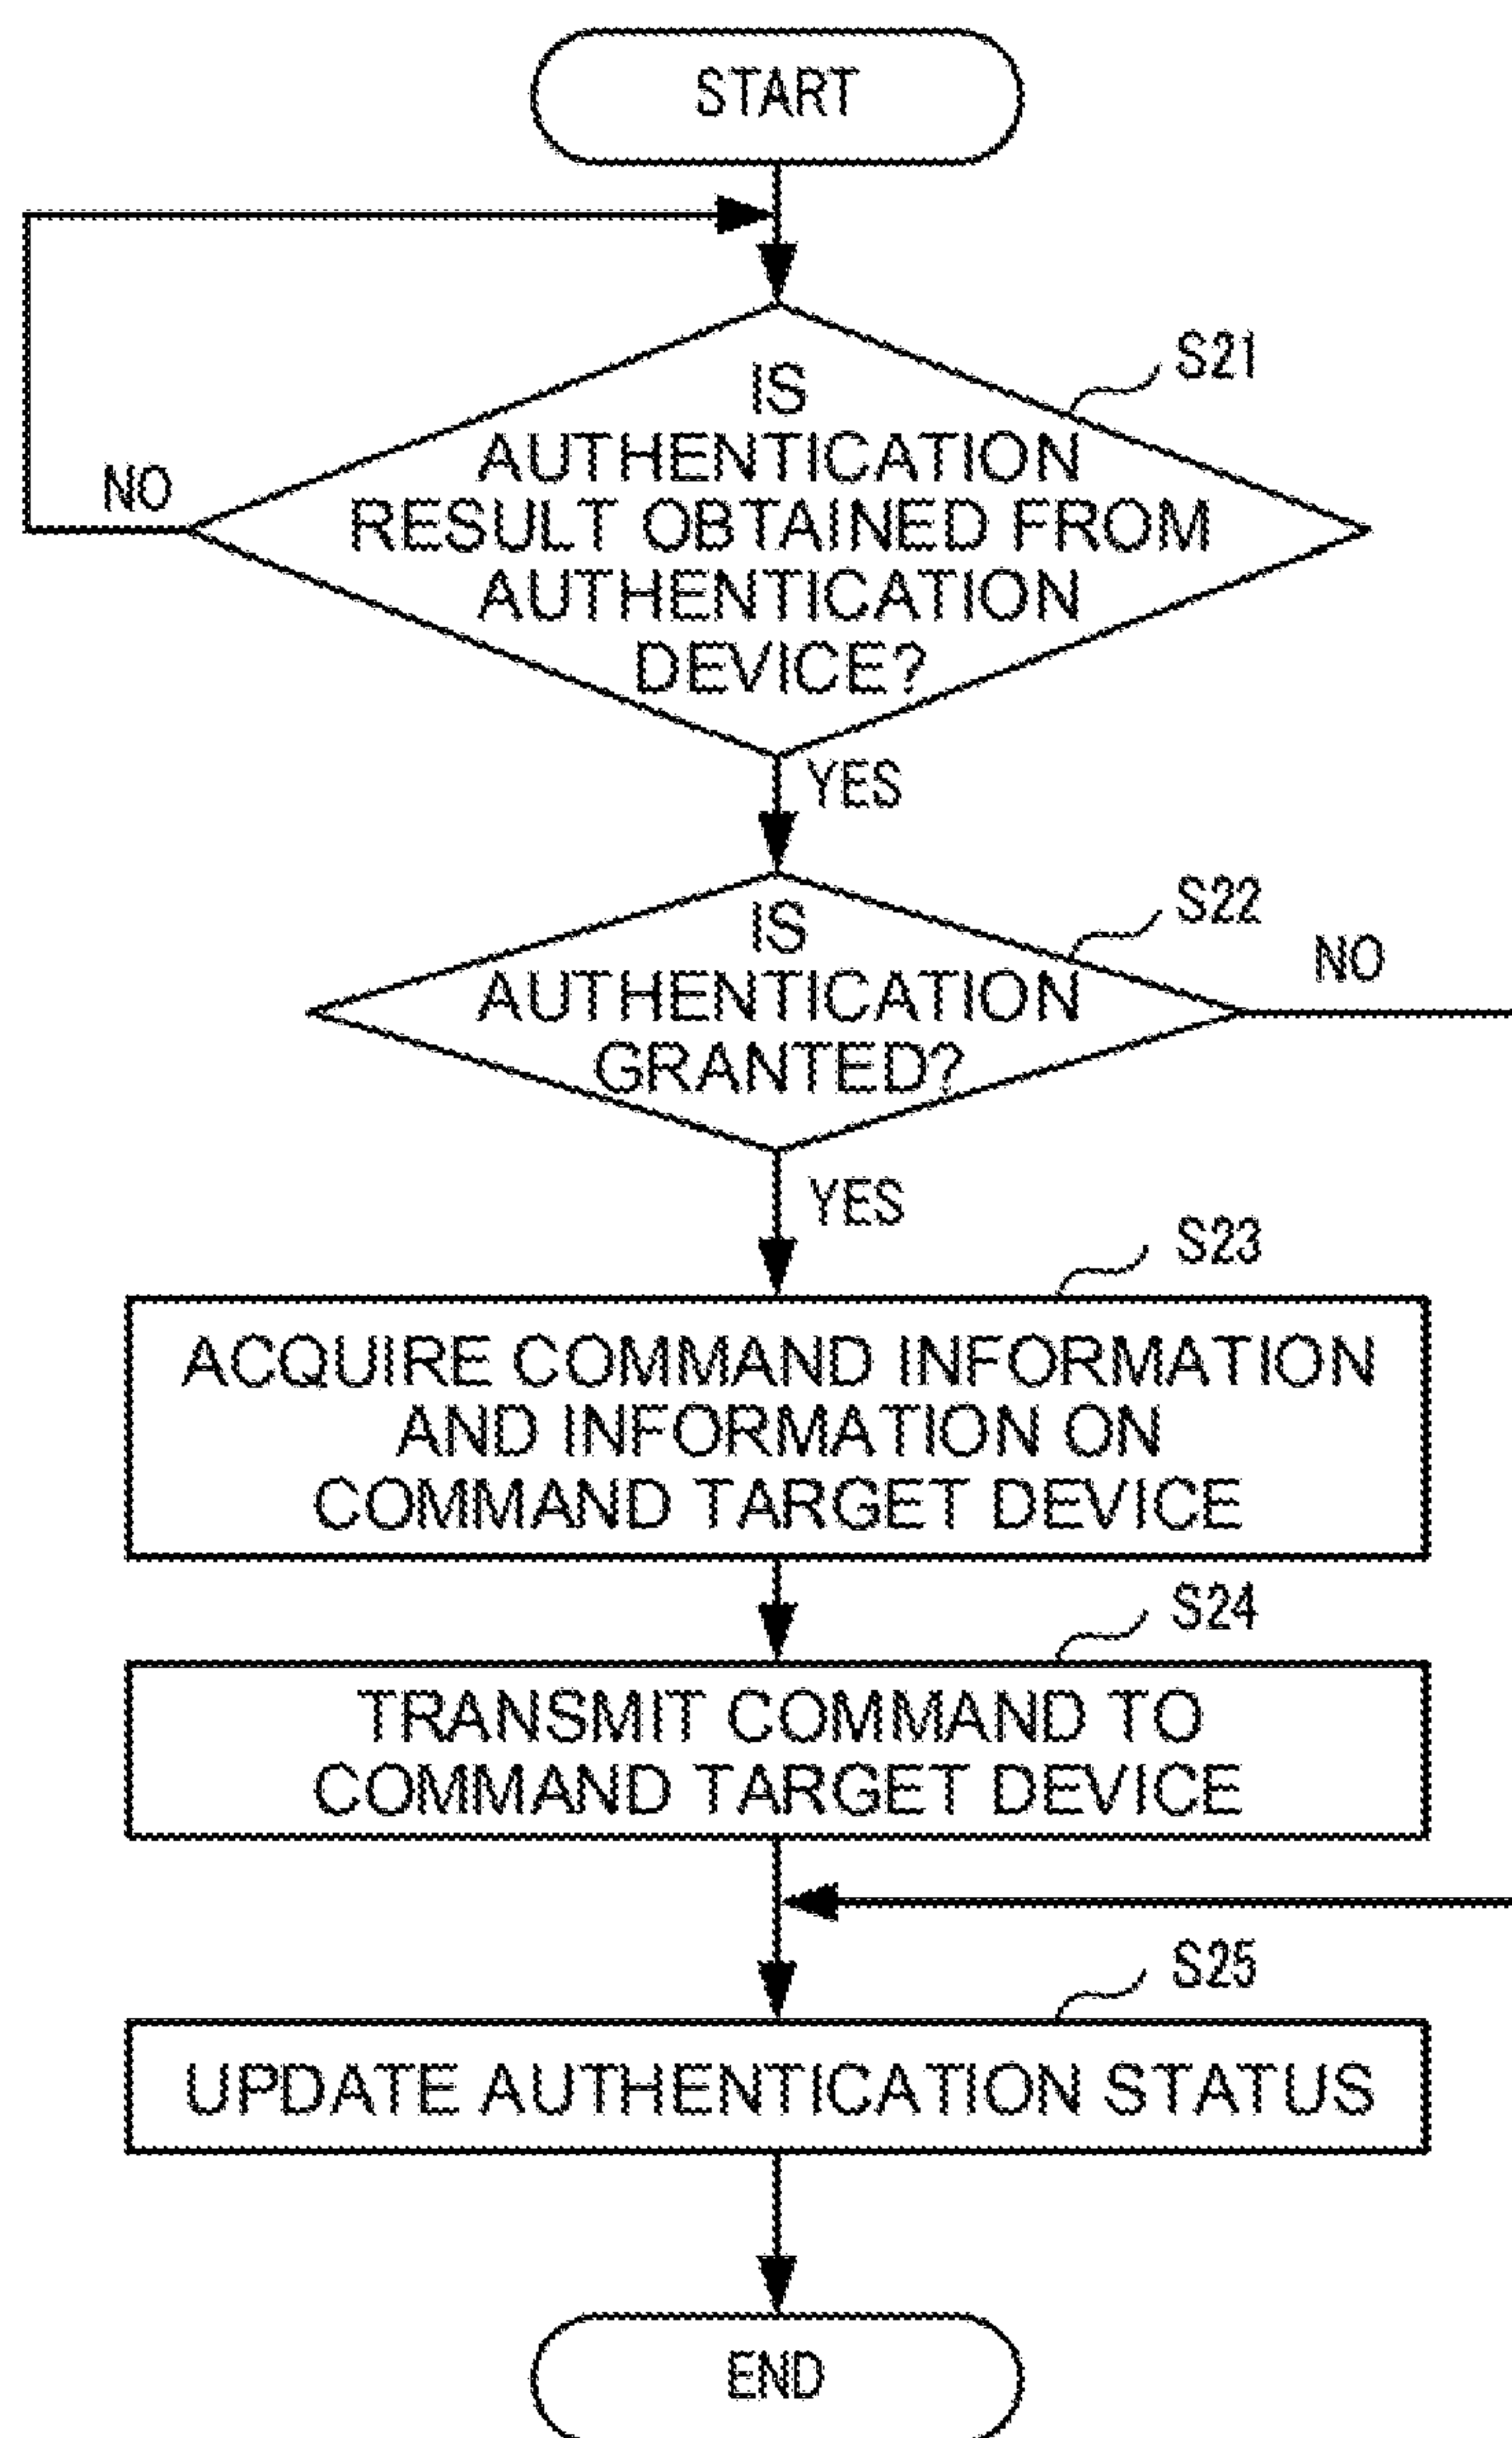 START
S21
IS
AUTHENTICATION
RESULT OBTAINED FROM
AUTHENTICATION
DEVICE?
NO
YES
S22
IS
AUTHENTICATION
GRANTED?
NO
YES
S23
ACQUIRE COMMAND INFORMATION
AND INFORMATION ON
COMMAND TARGET DEVICE
S24
TRANSMIT COMMAND TO
COMMAND TARGET DEVICE
S25
UPDATE AUTHENTICATION STATUS
END